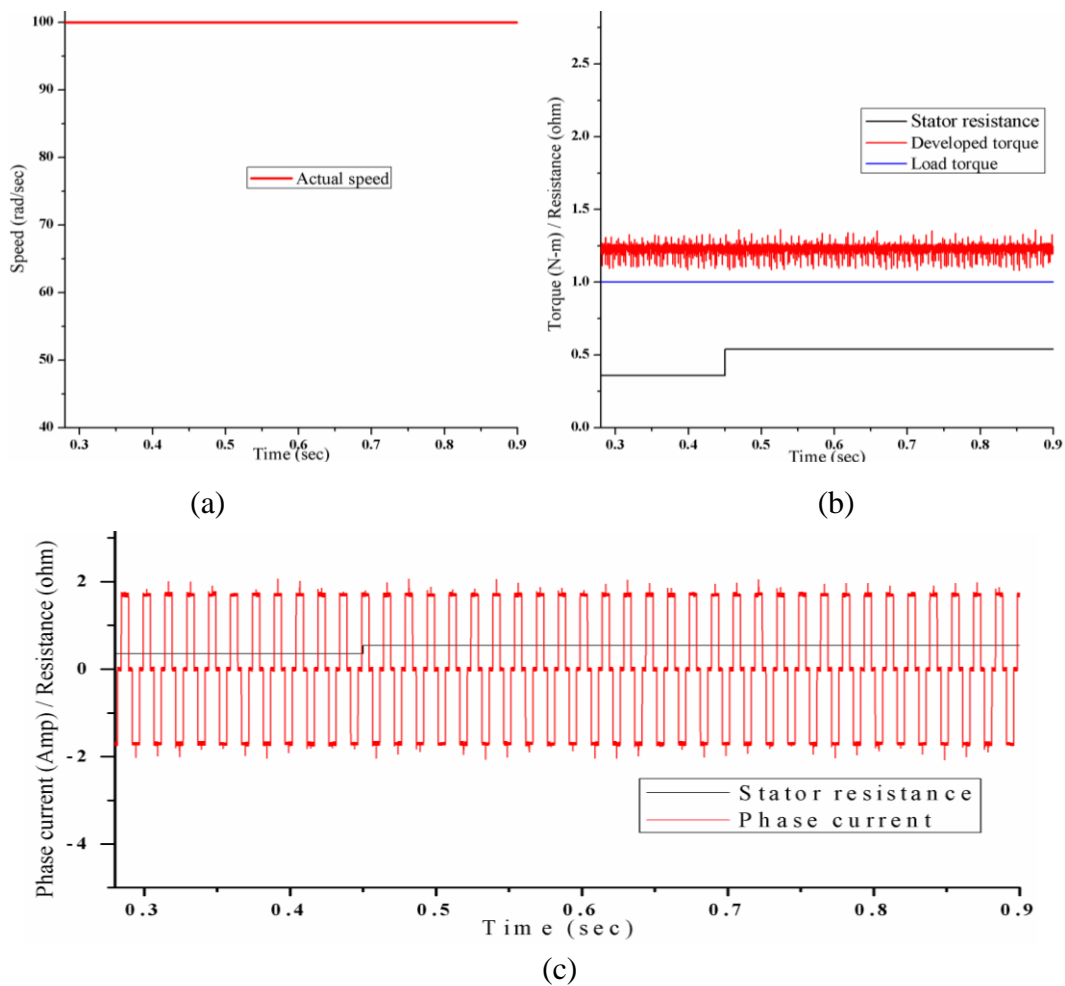 Speed (rad/sec)
100
90
80
70
60
50
40
Actual speed
0.3 0.4 0.5 0.6 0.7 0.8 0.9
Time (sec)
(a)
Torque (N-m) / Resistance (ohm)
2.5
2.0
1.5
1.0
0.5
0.0
Stator resistance
Developed torque
Load torque
0.3 0.4 0.5 0.6 0.7 0.8 0.9
Time (sec)
(b)
Phase current (Amp) / Resistance (ohm)
2
0
-2
-4
Stator resistance
Phase current
0.3 0.4 0.5 0.6 0.7 0.8 0.9
Time (sec)
(c)